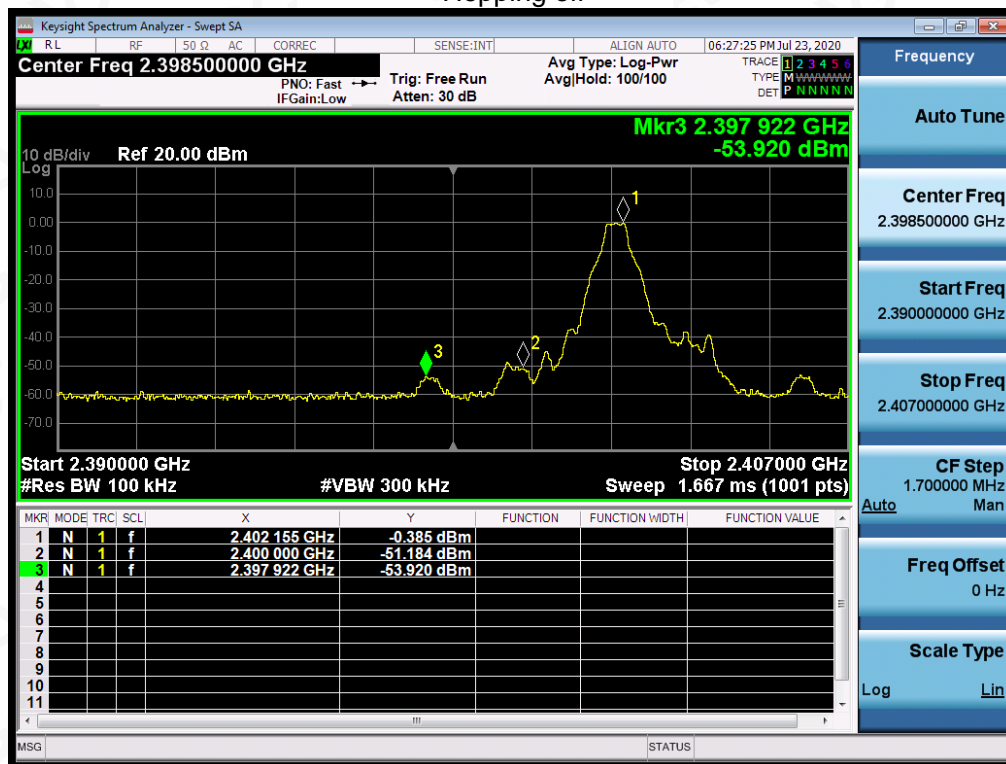 Keysight Spectrum Analyzer - Swept SA
LXI RL RF 50 Ω AC CORREC SENSE:INT ALIGN AUTO 06:27:25 PM Jul 23, 2020
Center Freq 2.398500000 GHz
PNO: Fast
IFGain:Low
Trig: Free Run
Atten: 30 dB
Avg Type: Log-Pwr
Avg|Hold: 100/100
TRACE 1 2 3 4 5 6
TYPE M WWWWW
DET P N N N N N
Mkr3 2.397 922 GHz
-53.920 dBm
10 dB/div Ref 20.00 dBm
Log
10.0
0.00
-10.0
-20.0
-30.0
-40.0
-50.0
-60.0
-70.0
1
2
3
Start 2.390000 GHz Stop 2.407000 GHz
#Res BW 100 kHz #VBW 300 kHz Sweep 1.667 ms (1001 pts)
MKR MODE TRC SCL X Y FUNCTION FUNCTION WIDTH FUNCTION VALUE
1 N 1 f 2.402 155 GHz -0.385 dBm
2 N 1 f 2.400 000 GHz -51.184 dBm
3 N 1 f 2.397 922 GHz -53.920 dBm
4
5
6
7
8
9
10
11
MSG STATUS
Frequency
Auto Tune
Center Freq
2.398500000 GHz
Start Freq
2.390000000 GHz
Stop Freq
2.407000000 GHz
CF Step
1.700000 MHz
Auto Man
Freq Offset
0 Hz
Scale Type
Log Lin